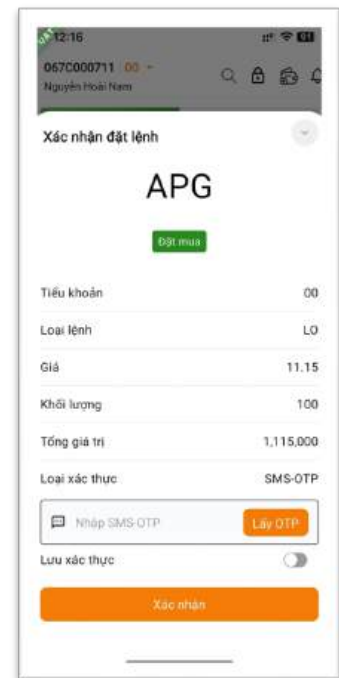 UAT
12:16
067C000711 00
Nguyễn Hoài Nam
Xác nhận đặt lệnh
APG
Đặt mua
Tiểu khoản 00
Loại lệnh LO
Giá 11.15
Khối lượng 100
Tổng giá trị 1,115,000
Loại xác thực SMS-OTP
Nhập SMS-OTP Lấy OTP
Lưu xác thực
Xác nhận